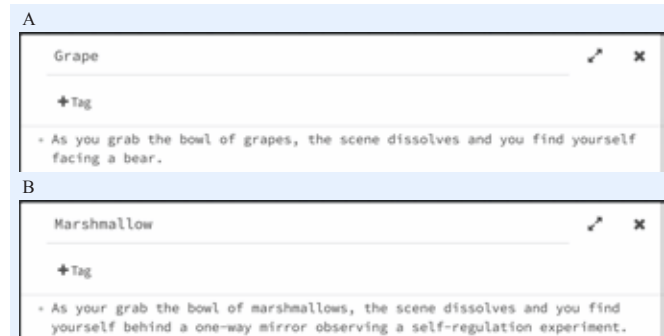 A
Grape
+Tag
- As you grab the bowl of grapes, the scene dissolves and you find yourself
facing a bear.
B
Marshmallow
+Tag
- As your grab the bowl of marshmallows, the scene dissolves and you find
yourself behind a one-way mirror observing a self-regulation experiment.